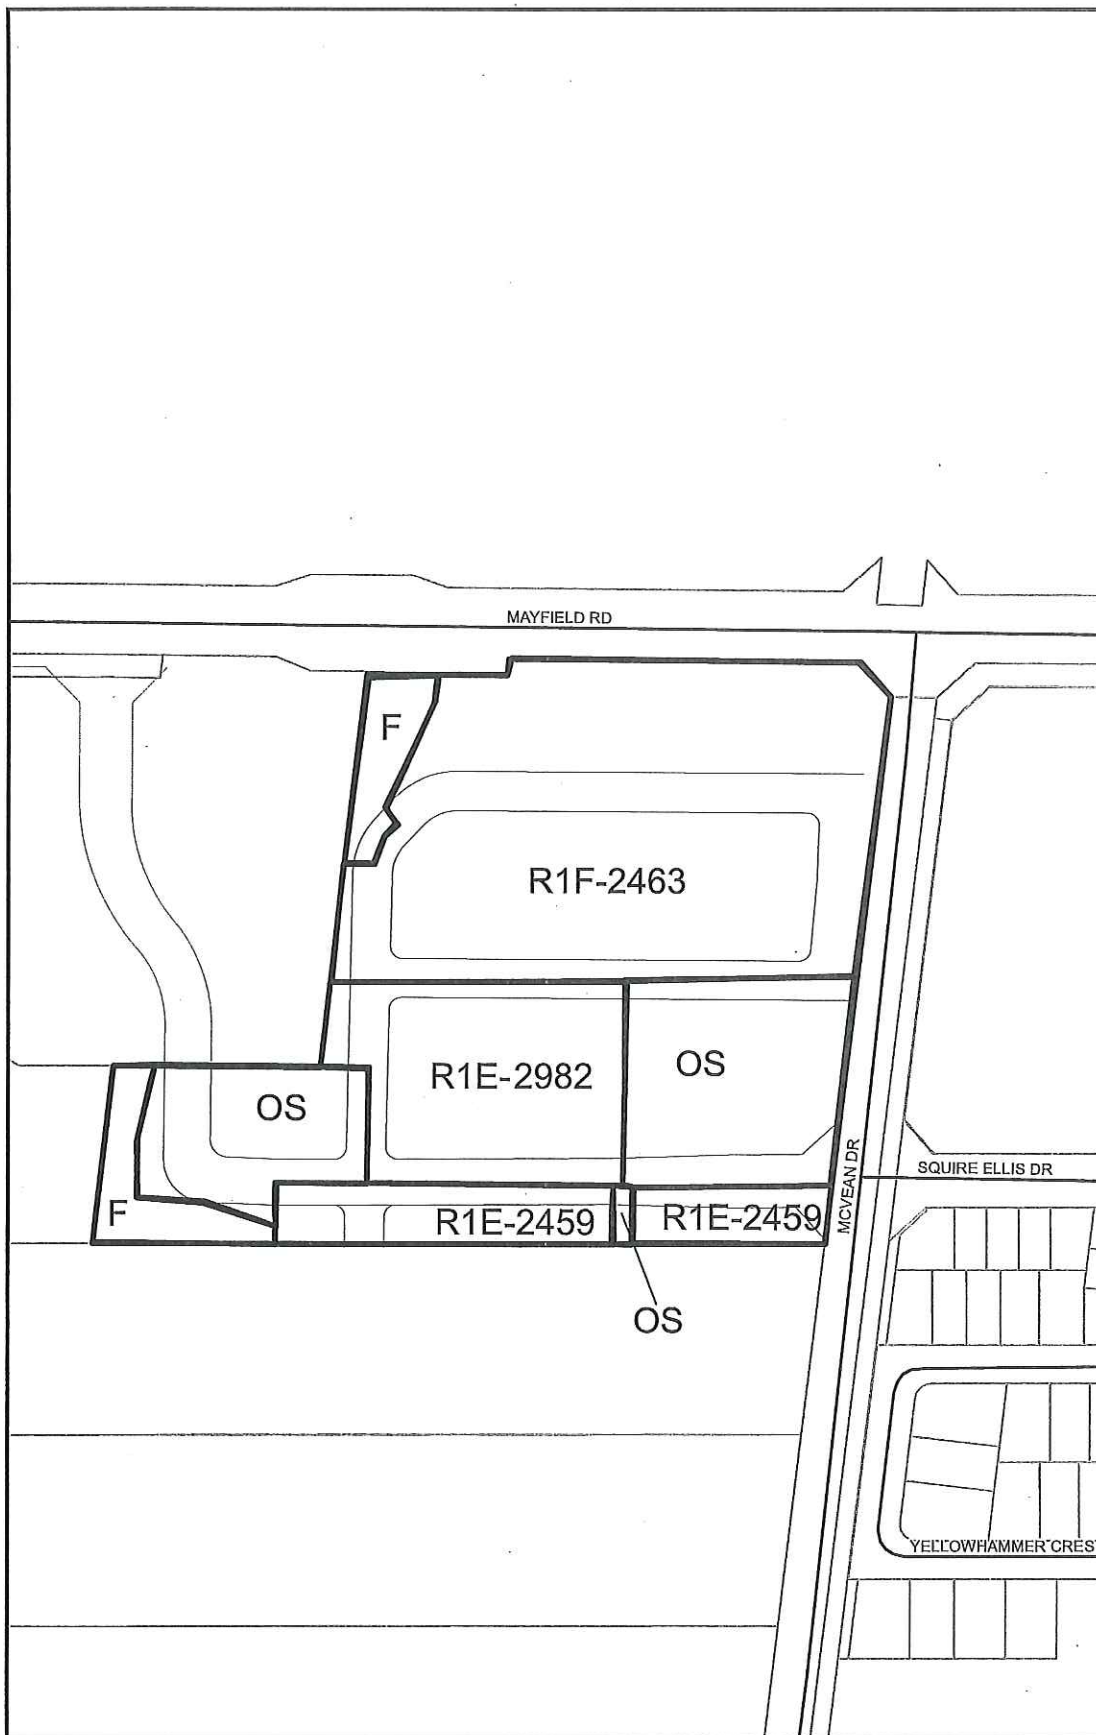 MAYFIELD RD
F
R1F-2463
R1E-2982
OS
OS
MCVEAN DR
SQUIRE ELLIS DR
F
R1E-2459
R1E-2459
OS
YELLOWHAMMER CRES